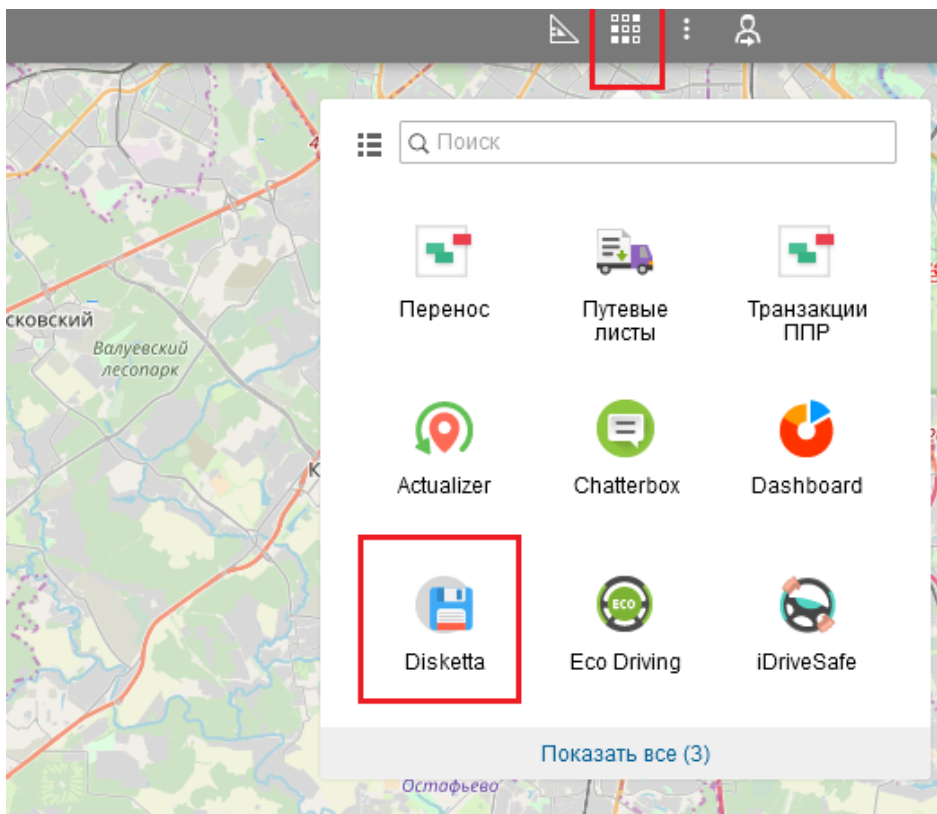 Поиск
Перенос
Путевые
листы
Транзакции
ППР
сковский
Валуевский
лесопарк
Actualizer
Chatterbox
Dashboard
ECO
Disketta
Eco Driving
iDriveSafe
Показать все (3)
Остафьево